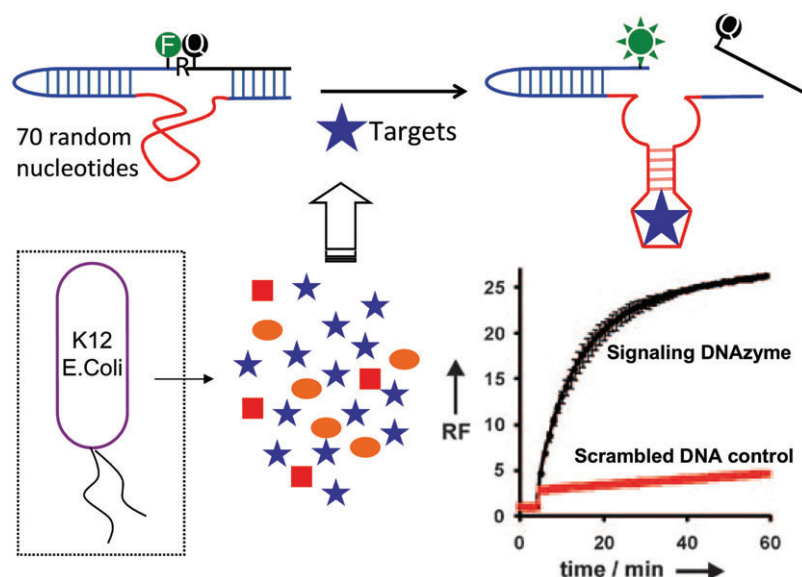 F
Q
R
70 random
nucleotides
Targets
Q
K12
E.Coli
25
20
15
10
5
0
RF
Signaling DNAzyme
Scrambled DNA control
0
20
40
60
time / min